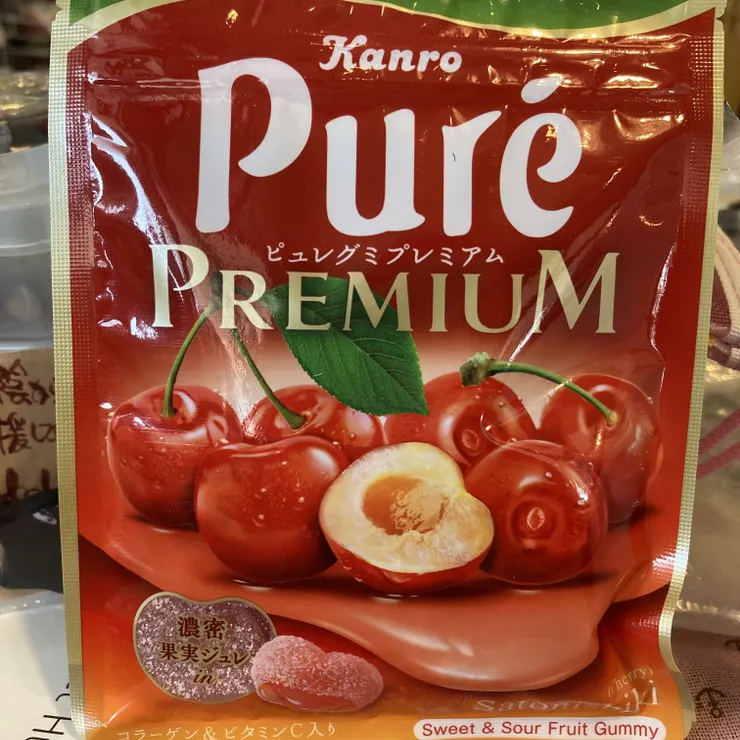 Kanro
Puré
ピュレグミプレミアム
PREMIUM
濃密
果実ジュレ
in
コラーゲン&ビタミンC入り
Sweet & Sour Fruit Gummy